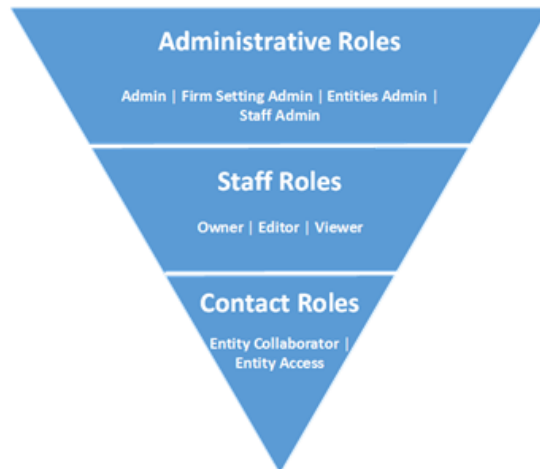 Administrative Roles
Admin | Firm Setting Admin | Entities Admin |
Staff Admin
Staff Roles
Owner | Editor | Viewer
Contact Roles
Entity Collaborator |
Entity Access